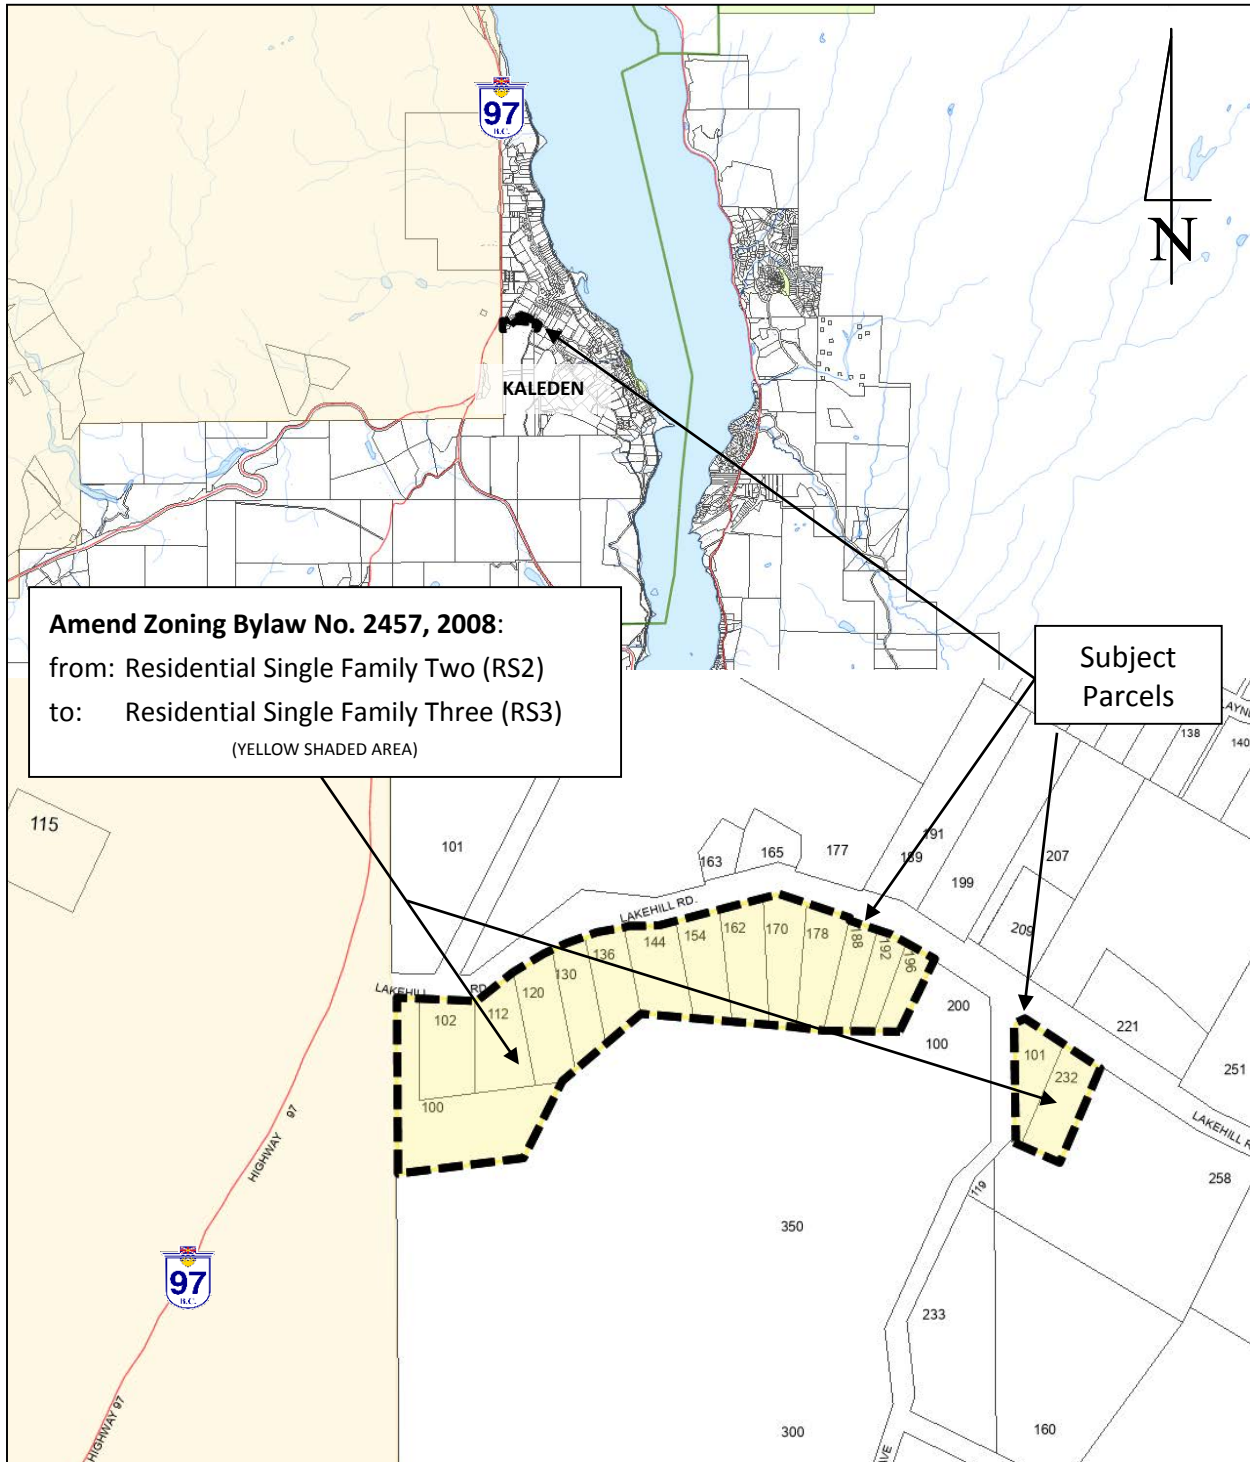 97
B.C.
N
KALEDEN
Amend Zoning Bylaw No. 2457, 2008:
from: Residential Single Family Two (RS2)
to: Residential Single Family Three (RS3)
(YELLOW SHADED AREA)
Subject
Parcels
138
140
115
101
163
165
177
191
189
199
207
209
LAKEHILL RD.
136
144
154
162
170
178
188
192
196
130
120
112
102
100
LAKEHILL RD.
200
100
101
232
221
251
LAKEHILL R
258
119
HIGHWAY 97
97
B.C.
350
233
300
160
HIGHWAY 97
AVE